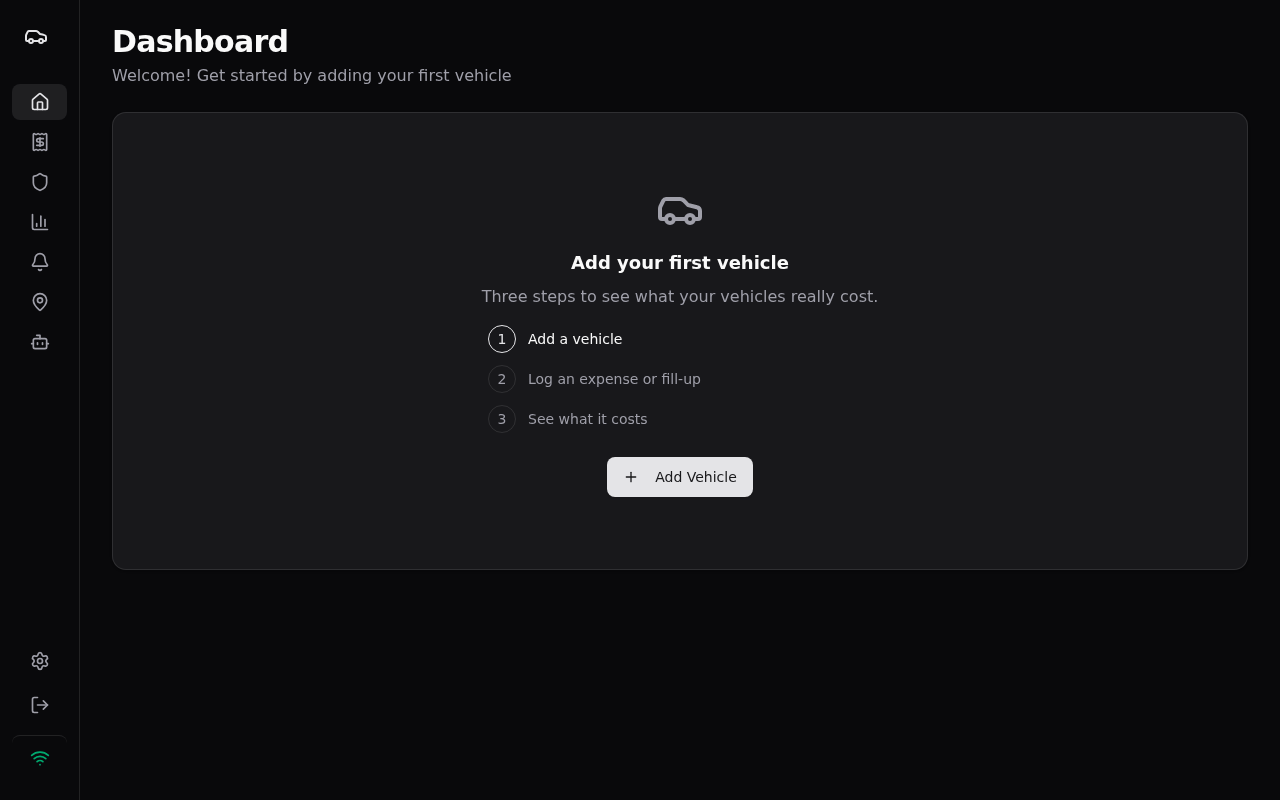 Dashboard
Welcome! Get started by adding your first vehicle
Add your first vehicle
Three steps to see what your vehicles really cost.
1 Add a vehicle
2 Log an expense or fill-up
3 See what it costs
Add Vehicle